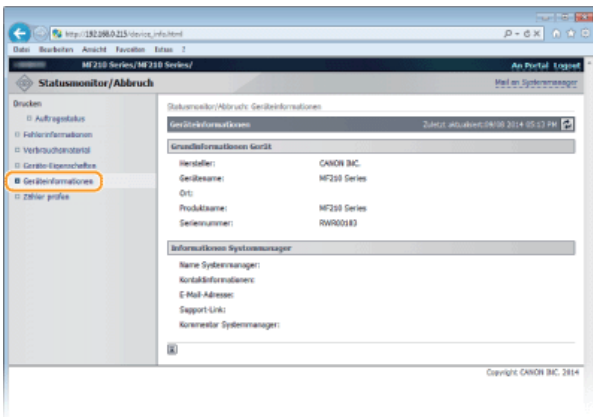 http://192.168.0.215/device_info.html
Datei Bearbeiten Ansicht Favoriten Extras ?
MF210 Series/MF210 Series/
An Portal Logout
Statusmonitor/Abbruch
Mail an Systemmanager
Drucken
Auftragsstatus
Fehlerinformationen
Verbrauchsmaterial
Geräte-Eigenschaften
Geräteinformationen
Zähler prüfen
Statusmonitor/Abbruch: Geräteinformationen
Geräteinformationen
Zuletzt aktualisiert:09/08 2014 05:13 PM
Grundinformationen Gerät
Hersteller: CANON INC.
Gerätename: MF210 Series
Ort:
Produktname: MF210 Series
Seriennummer: RWR00183
Informationen Systemmanager
Name Systemmanager:
Kontaktinformationen:
E-Mail-Adresse:
Support-Link:
Kommentar Systemmanager:
Copyright CANON INC. 2014